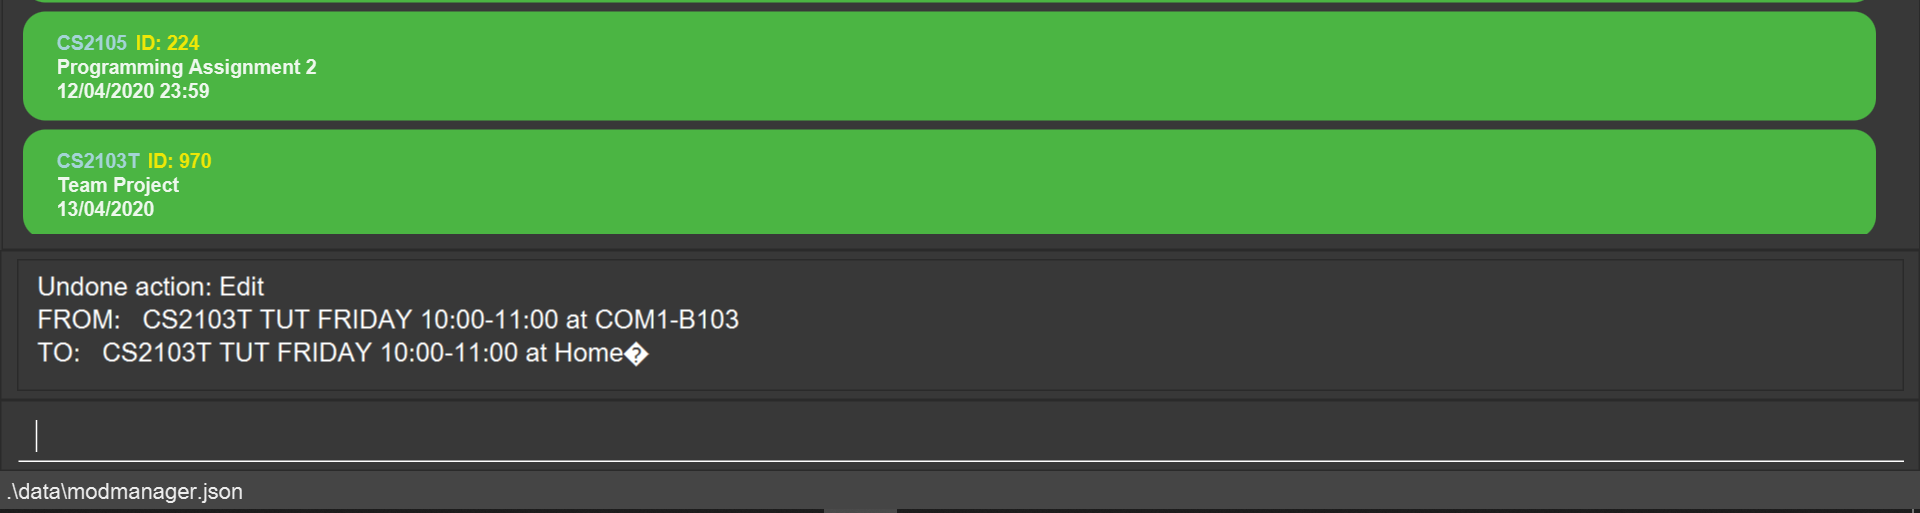 CS2105 ID: 224
Programming Assignment 2
12/04/2020 23:59
CS2103T ID: 970
Team Project
13/04/2020
Undone action: Edit
FROM: CS2103T TUT FRIDAY 10:00-11:00 at COM1-B103
TO: CS2103T TUT FRIDAY 10:00-11:00 at Home�
.\data\modmanager.json